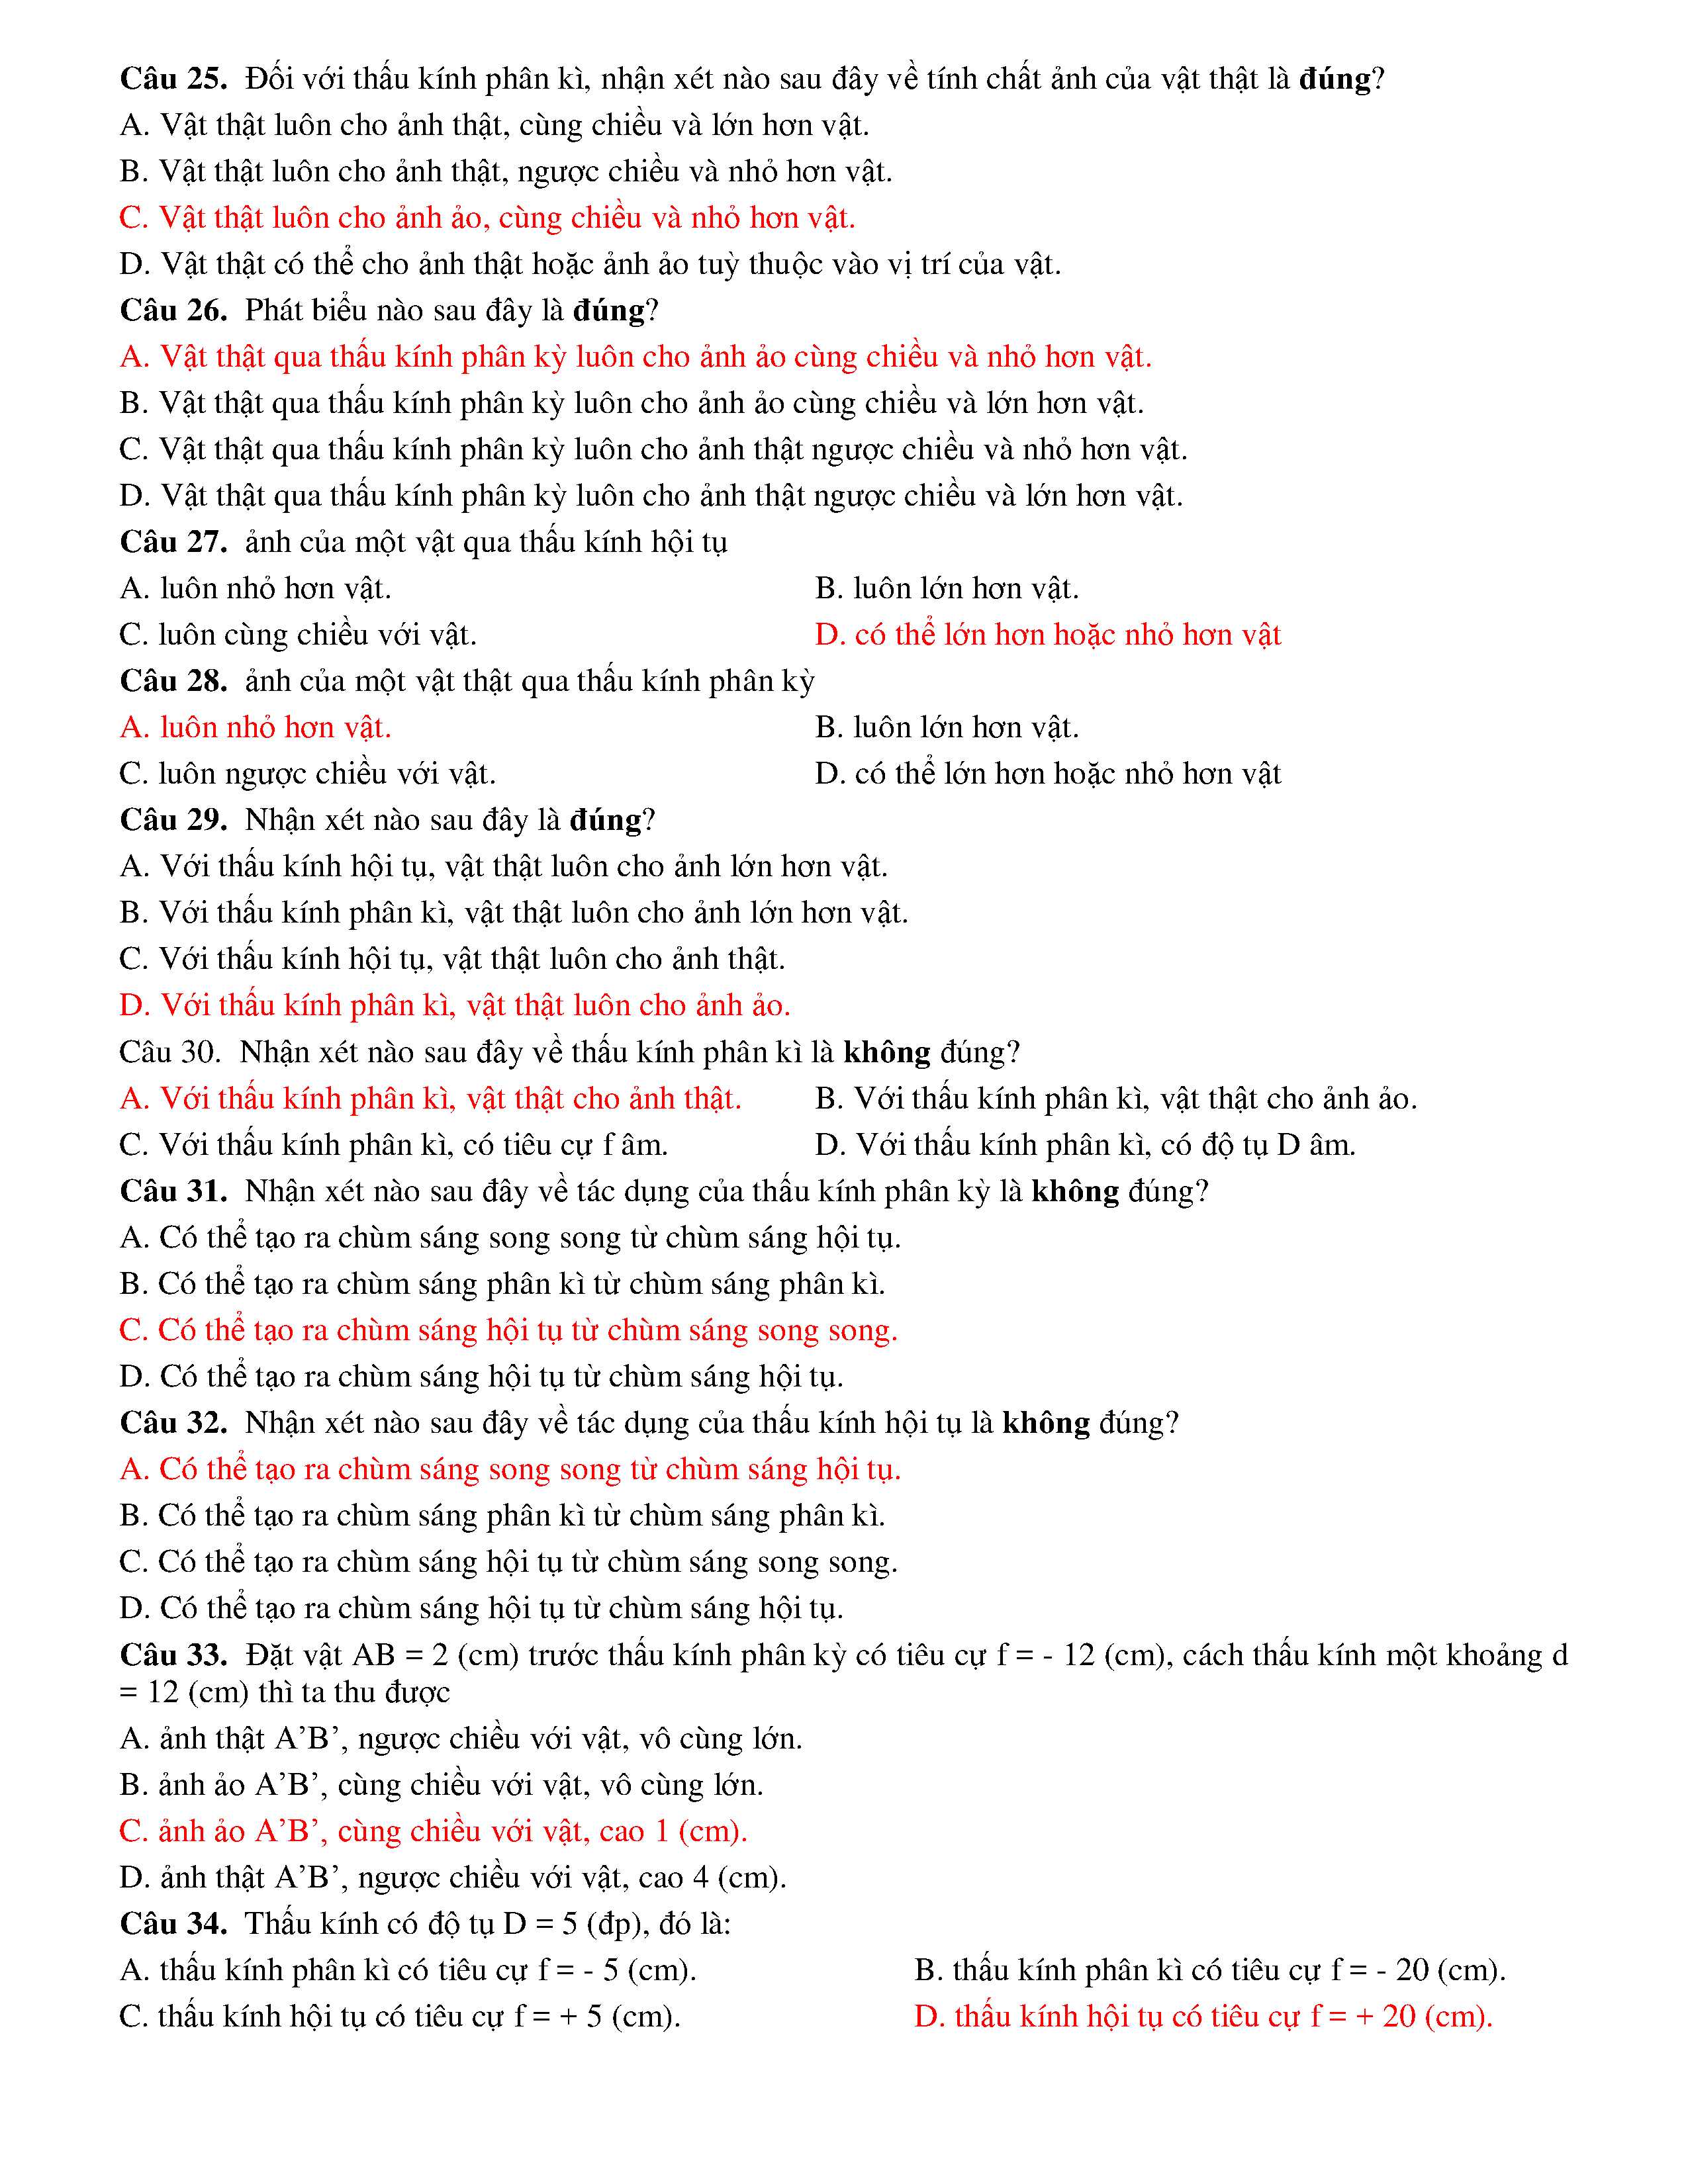 Câu 25. Đối với thấu kính phân kì, nhận xét nào sau đây về tính chất ảnh của vật thật là đúng?
A. Vật thật luôn cho ảnh thật, cùng chiều và lớn hơn vật.
B. Vật thật luôn cho ảnh thật, ngược chiều và nhỏ hơn vật.
C. Vật thật luôn cho ảnh ảo, cùng chiều và nhỏ hơn vật.
D. Vật thật có thể cho ảnh thật hoặc ảnh ảo tuỳ thuộc vào vị trí của vật.
Câu 26. Phát biểu nào sau đây là đúng?
A. Vật thật qua thấu kính phân kỳ luôn cho ảnh ảo cùng chiều và nhỏ hơn vật.
B. Vật thật qua thấu kính phân kỳ luôn cho ảnh ảo cùng chiều và lớn hơn vật.
C. Vật thật qua thấu kính phân kỳ luôn cho ảnh thật ngược chiều và nhỏ hơn vật.
D. Vật thật qua thấu kính phân kỳ luôn cho ảnh thật ngược chiều và lớn hơn vật.
Câu 27. ảnh của một vật qua thấu kính hội tụ
A. luôn nhỏ hơn vật. B. luôn lớn hơn vật.
C. luôn cùng chiều với vật. D. có thể lớn hơn hoặc nhỏ hơn vật
Câu 28. ảnh của một vật thật qua thấu kính phân kỳ
A. luôn nhỏ hơn vật. B. luôn lớn hơn vật.
C. luôn ngược chiều với vật. D. có thể lớn hơn hoặc nhỏ hơn vật
Câu 29. Nhận xét nào sau đây là đúng?
A. Với thấu kính hội tụ, vật thật luôn cho ảnh lớn hơn vật.
B. Với thấu kính phân kì, vật thật luôn cho ảnh lớn hơn vật.
C. Với thấu kính hội tụ, vật thật luôn cho ảnh thật.
D. Với thấu kính phân kì, vật thật luôn cho ảnh ảo.
Câu 30. Nhận xét nào sau đây về thấu kính phân kì là không đúng?
A. Với thấu kính phân kì, vật thật cho ảnh thật. B. Với thấu kính phân kì, vật thật cho ảnh ảo.
C. Với thấu kính phân kì, có tiêu cự f âm. D. Với thấu kính phân kì, có độ tụ D âm.
Câu 31. Nhận xét nào sau đây về tác dụng của thấu kính phân kỳ là không đúng?
A. Có thể tạo ra chùm sáng song song từ chùm sáng hội tụ.
B. Có thể tạo ra chùm sáng phân kì từ chùm sáng phân kì.
C. Có thể tạo ra chùm sáng hội tụ từ chùm sáng song song.
D. Có thể tạo ra chùm sáng hội tụ từ chùm sáng hội tụ.
Câu 32. Nhận xét nào sau đây về tác dụng của thấu kính hội tụ là không đúng?
A. Có thể tạo ra chùm sáng song song từ chùm sáng hội tụ.
B. Có thể tạo ra chùm sáng phân kì từ chùm sáng phân kì.
C. Có thể tạo ra chùm sáng hội tụ từ chùm sáng song song.
D. Có thể tạo ra chùm sáng hội tụ từ chùm sáng hội tụ.
Câu 33. Đặt vật AB = 2 (cm) trước thấu kính phân kỳ có tiêu cự f = - 12 (cm), cách thấu kính một khoảng d
= 12 (cm) thì ta thu được
A. ảnh thật A’B’, ngược chiều với vật, vô cùng lớn.
B. ảnh ảo A’B’, cùng chiều với vật, vô cùng lớn.
C. ảnh ảo A’B’, cùng chiều với vật, cao 1 (cm).
D. ảnh thật A’B’, ngược chiều với vật, cao 4 (cm).
Câu 34. Thấu kính có độ tụ D = 5 (đp), đó là:
A. thấu kính phân kì có tiêu cự f = - 5 (cm). B. thấu kính phân kì có tiêu cự f = - 20 (cm).
C. thấu kính hội tụ có tiêu cự f = + 5 (cm). D. thấu kính hội tụ có tiêu cự f = + 20 (cm).